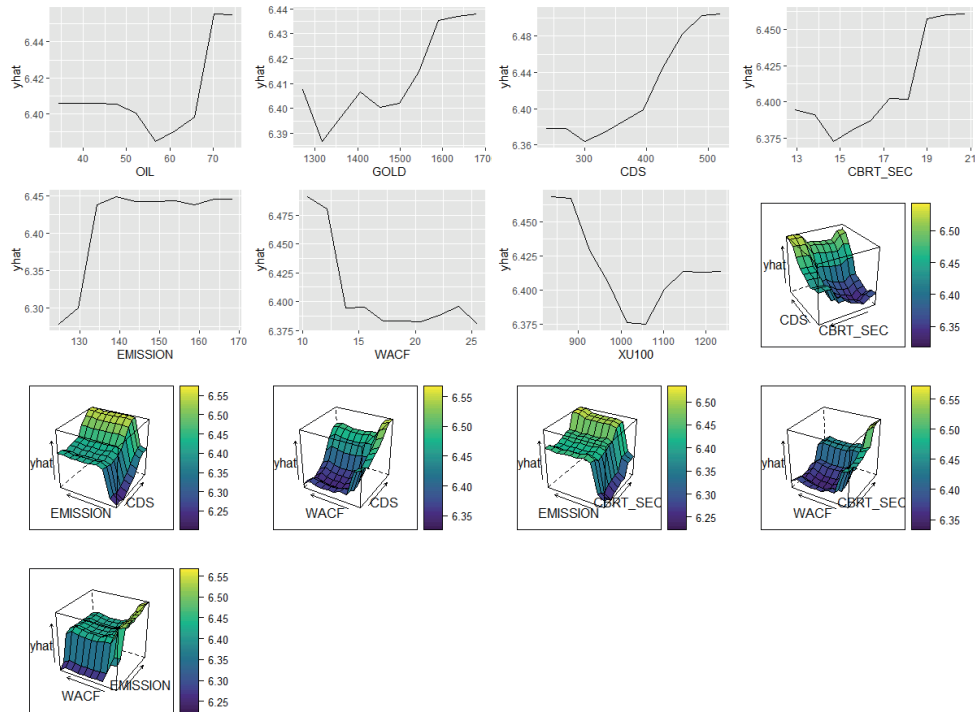 yhat
6.44
6.42
6.40
40
50
60
70
OIL
yhat
6.44
6.43
6.42
6.41
6.40
6.39
1300
1400
1500
1600
170
GOLD
yhat
6.48
6.44
6.40
6.36
300
400
500
CDS
yhat
6.450
6.425
6.400
6.375
13
15
17
19
21
CBRT_SEC
yhat
6.45
6.40
6.35
6.30
130
140
150
160
170
EMISSION
yhat
6.475
6.450
6.425
6.400
6.375
10
15
20
25
WACF
yhat
6.450
6.425
6.400
6.375
900
1000
1100
1200
XU100
yhat
CDS
CBRT_SEC
6.50
6.45
6.40
6.35
yhat
EMISSION
CDS
6.55
6.50
6.45
6.40
6.35
6.30
6.25
yhat
WACF
CDS
6.55
6.50
6.45
6.40
6.35
yhat
EMISSION
CBRT_SEC
6.50
6.45
6.40
6.35
6.30
6.25
yhat
WACF
CBRT_SEC
6.55
6.50
6.45
6.40
6.35
yhat
WACF
EMISSION
6.55
6.50
6.45
6.40
6.35
6.30
6.25